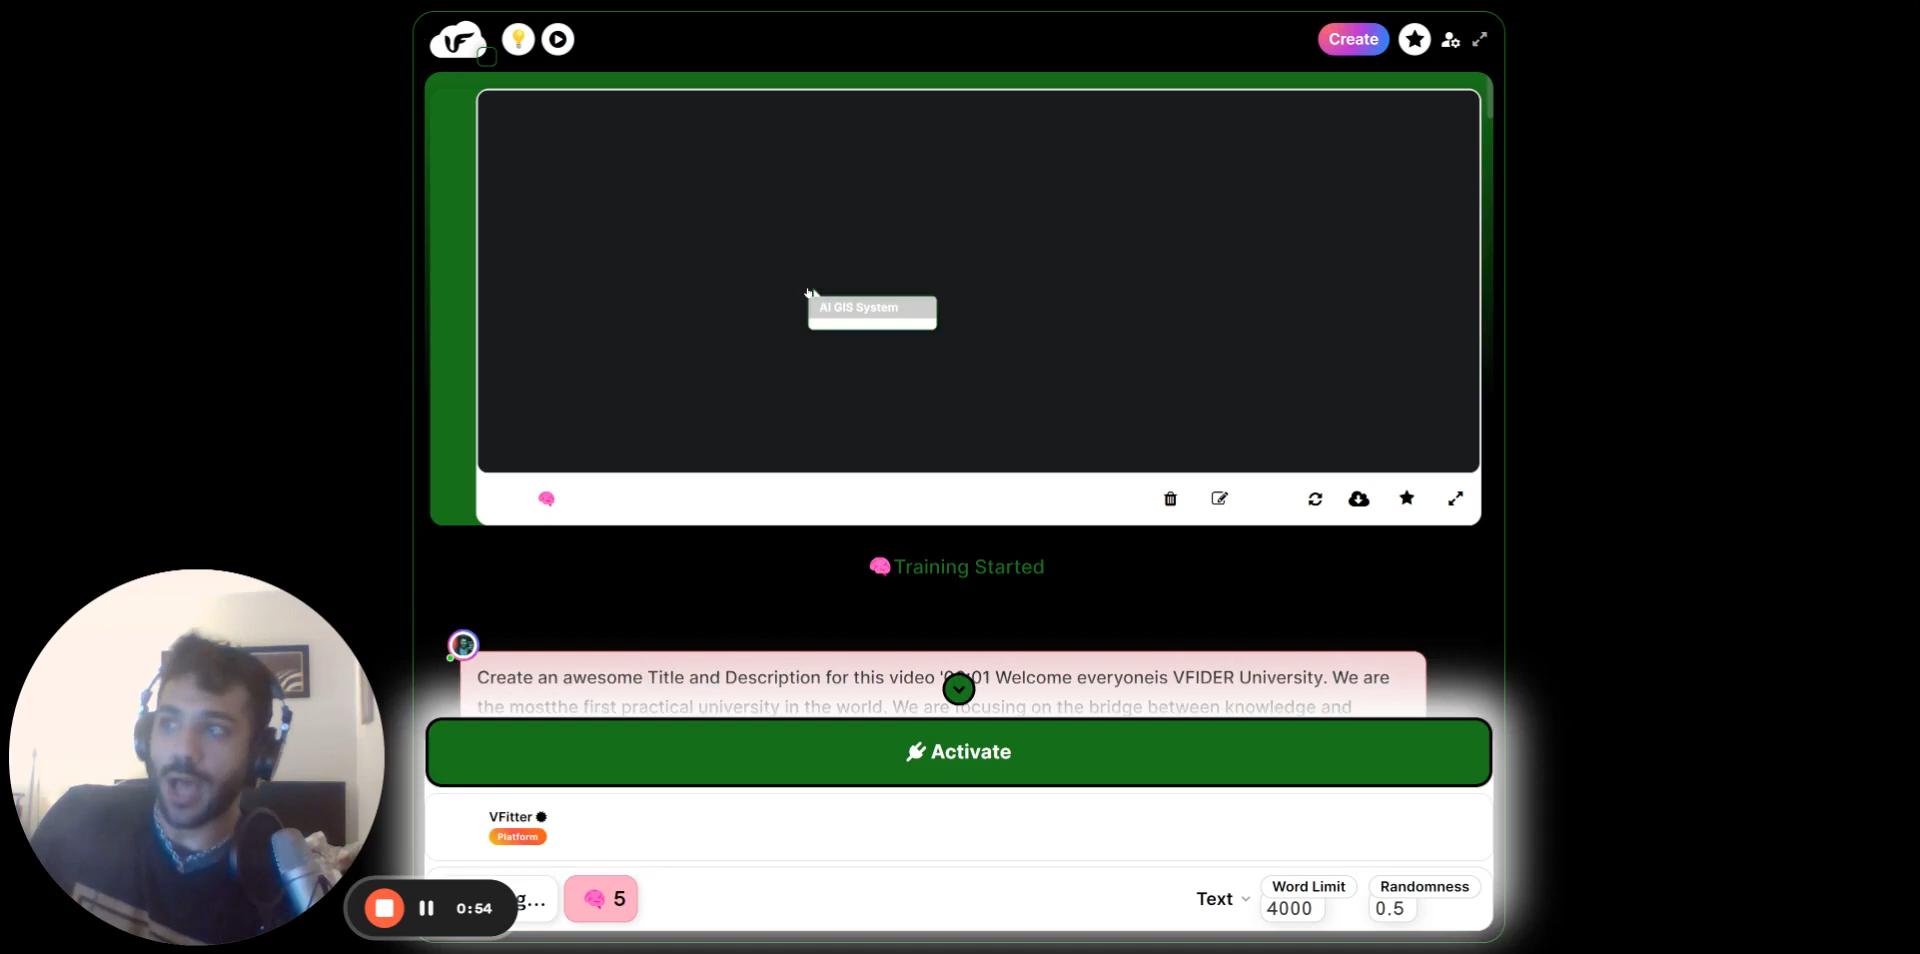 VF
Create
AI GIS System
Training Started
Create an awesome Title and Description for this video '00:01 Welcome everyoneis VFIDER University. We are
the mostthe first practical university in the world. We are focusing on the bridge between knowledge and
Activate
VFitter
Platform
g...
5
0:54
Text
Word Limit
4000
Randomness
0.5